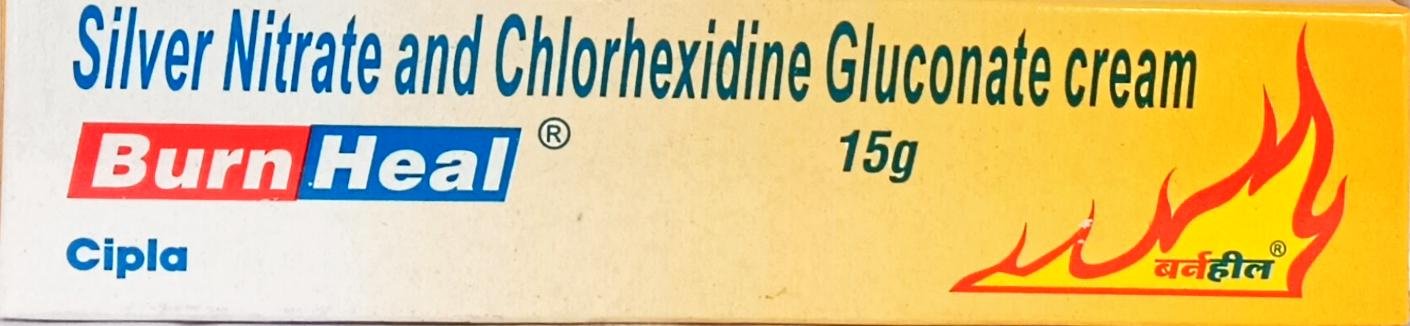 Silver Nitrate and Chlorhexidine Gluconate cream
BurnHeal®
15g
Cipla
बर्नहील®